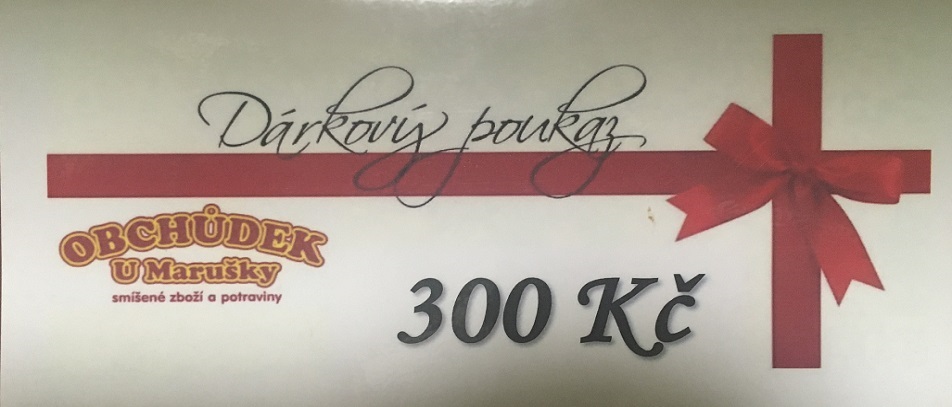 Dárkový poukaz
OBCHŮDEK
U Marušky
smíšené zboží a potraviny
300 Kč